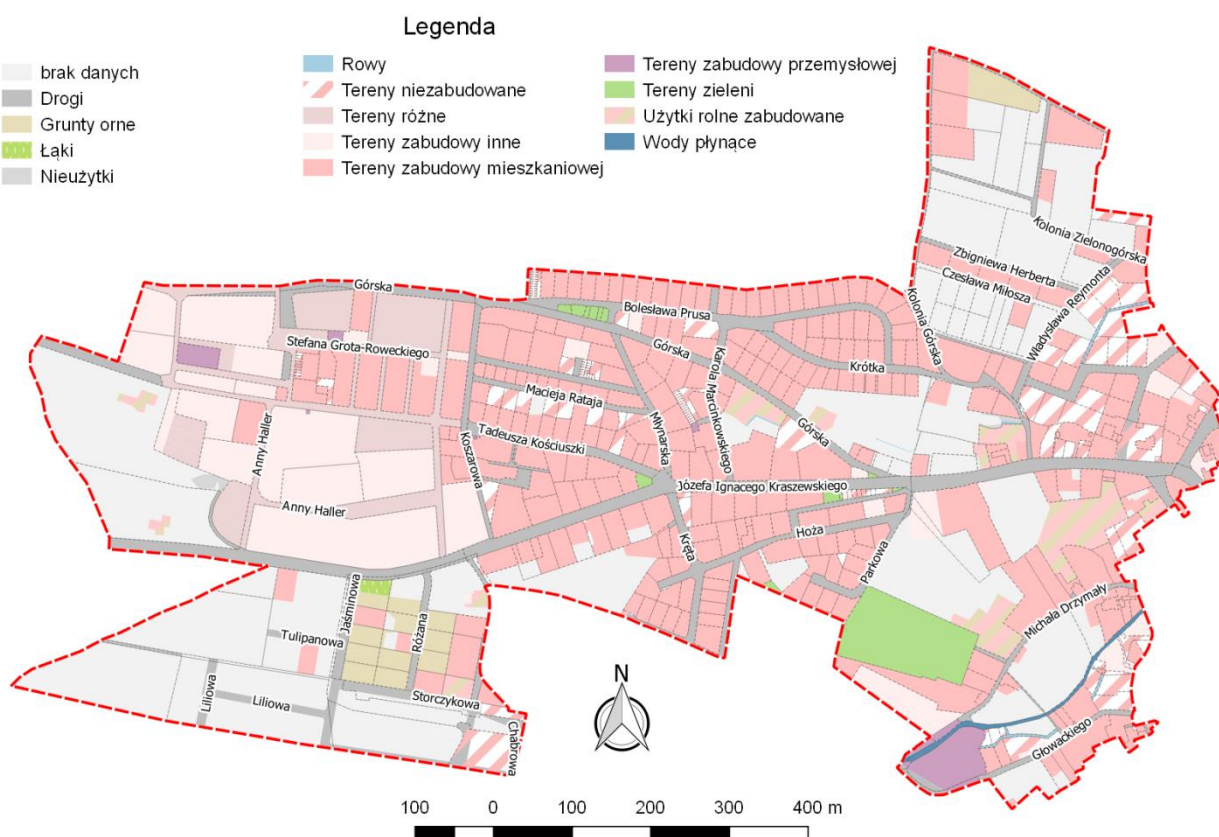 Legenda
brak danych
Drogi
Grunty orne
Łąki
Nieużytki
Rowy
Tereny niezabudowane
Tereny różne
Tereny zabudowy inne
Tereny zabudowy mieszkaniowej
Tereny zabudowy przemysłowej
Tereny zieleni
Użytki rolne zabudowane
Wody płynące
Kolonia Zielonogórska
Zbigniewa Herberta
Czesława Miłosza
Władysława Reymonta
Górska
Bolesława Prusa
Kolonia Górska
Stefana Grota-Roweckiego
Górska
Karola Marcinkowskiego
Krótka
Macieja Rataja
Młynarska
Górska
Anny Haller
Koszarowa
Tadeusza Kościuszki
Józefa Ignacego Kraszewskiego
Anny Haller
Kręta
Hoża
Parkowa
Jaśminowa
Różana
Michała Drzymały
Tulipanowa
Liliowa
Liliowa
Storczykowa
Chabrowa
Głowackiego
N
100 0 100 200 300 400 m